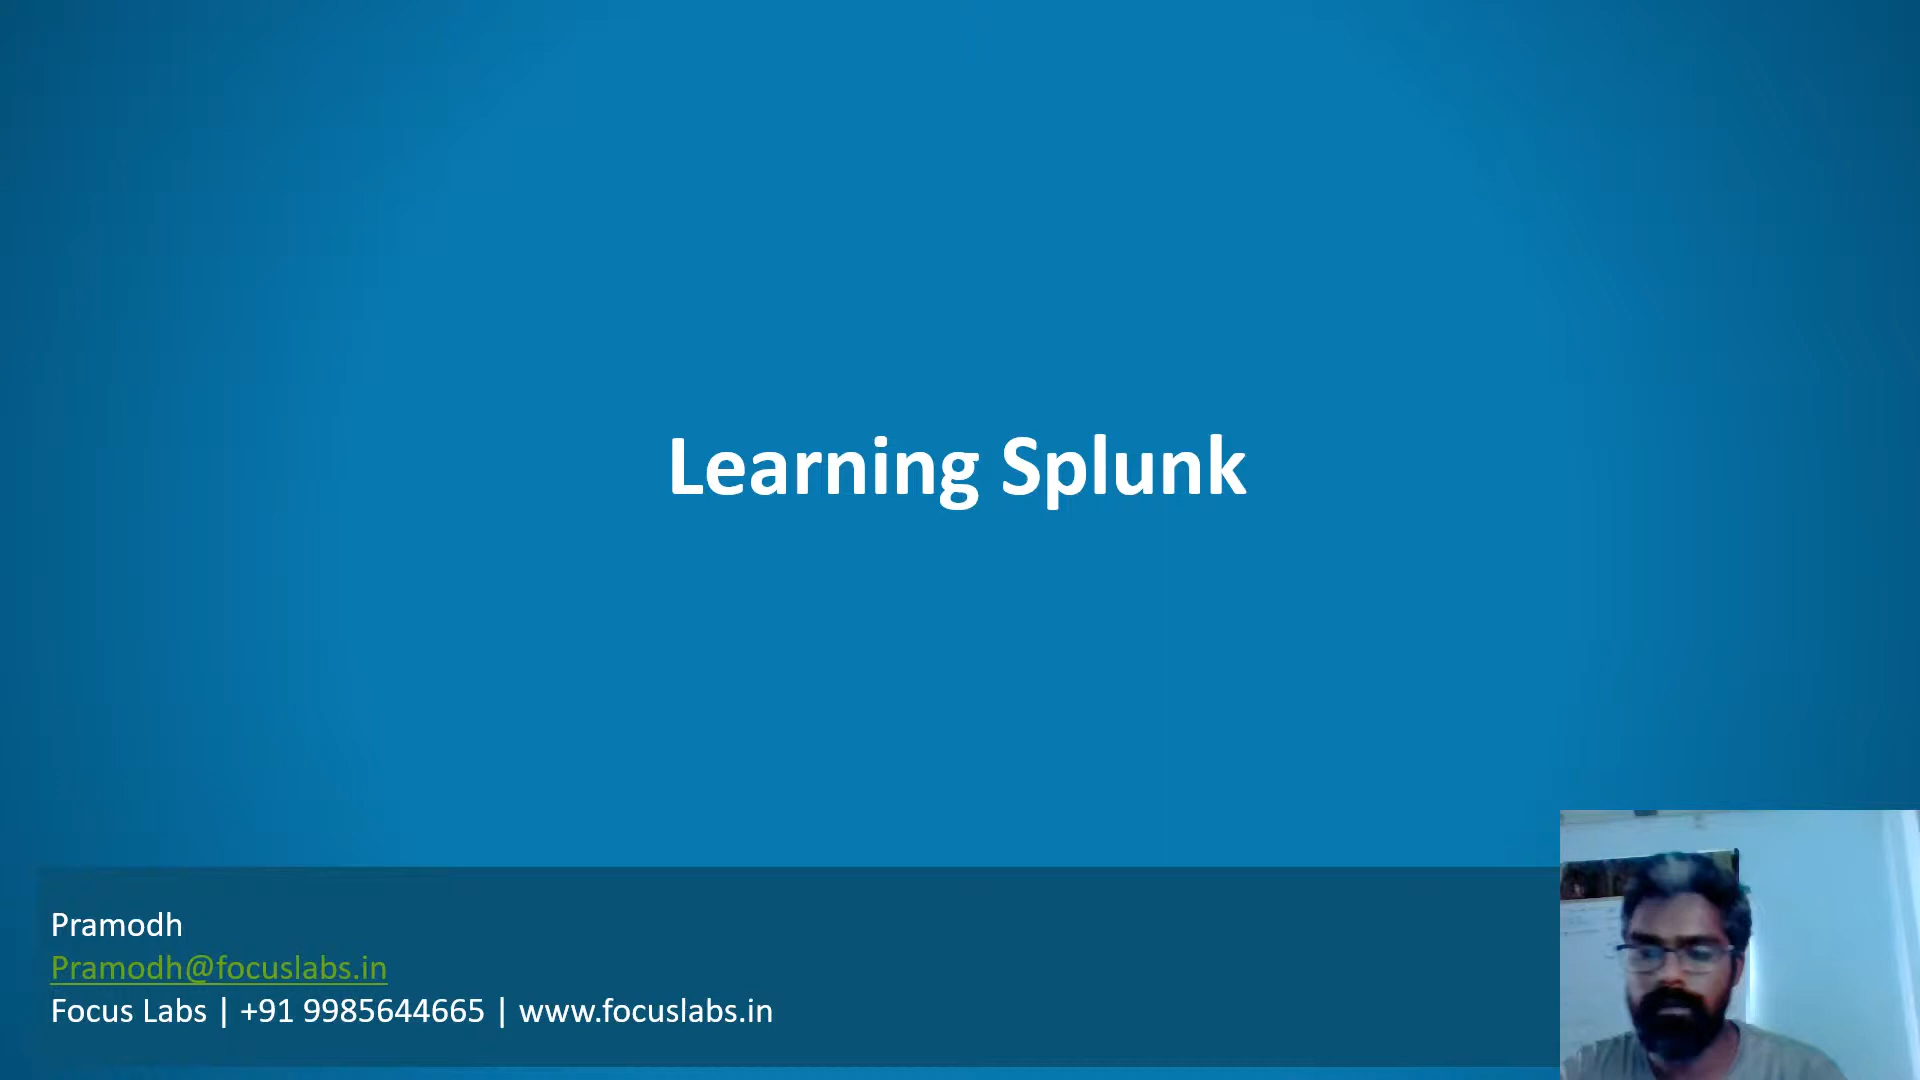 Learning Splunk
Pramodh
Pramodh@focuslabs.in
Focus Labs | +91 9985644665 | www.focuslabs.in